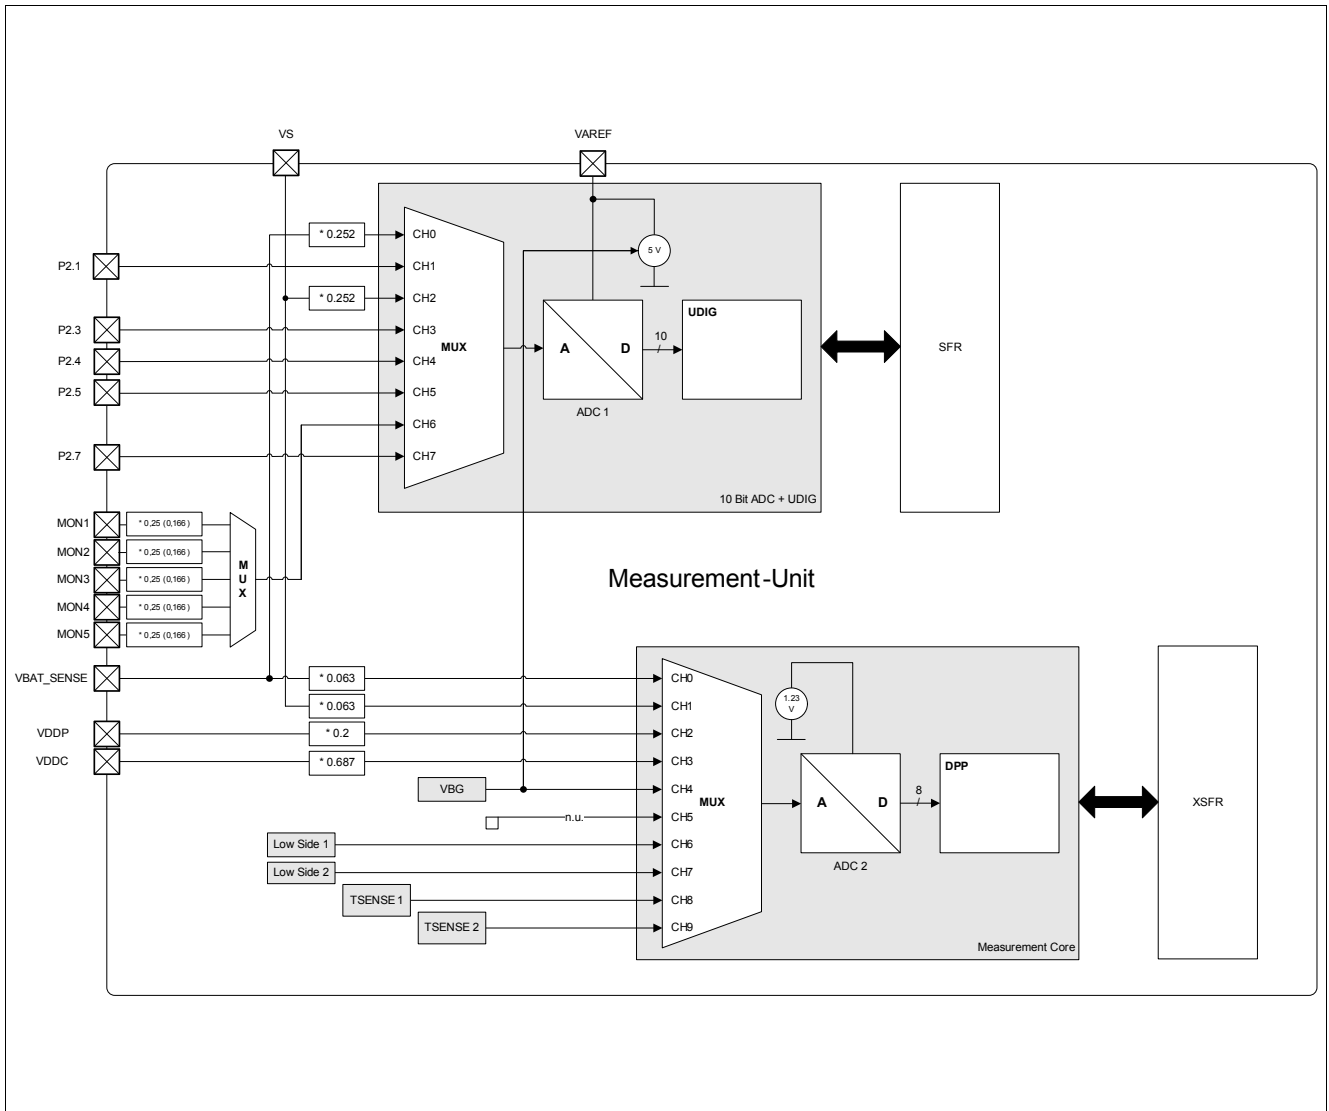 VS
VAREF
* 0.252
CH0
5 V
P2.1
CH1
* 0.252
CH2
UDIG
P2.3
CH3
10
MUX
A
D
SFR
P2.4
CH4
P2.5
CH5
ADC 1
CH6
P2.7
CH7
10 Bit ADC + UDIG
MON1
* 0,25 (0,166)
MON2
* 0,25 (0,166)
MON3
* 0,25 (0,166)
MON4
* 0,25 (0,166)
MON5
* 0,25 (0,166)
MUX
Measurement-Unit
VBAT_SENSE
* 0.063
CH0
1.23 V
* 0.063
CH1
VDDP
* 0.2
CH2
VDDC
* 0.687
CH3
DPP
VBG
CH4
8
MUX
A
D
XSFR
n.u.
CH5
Low Side 1
CH6
ADC 2
Low Side 2
CH7
TSENSE 1
CH8
TSENSE 2
CH9
Measurement Core